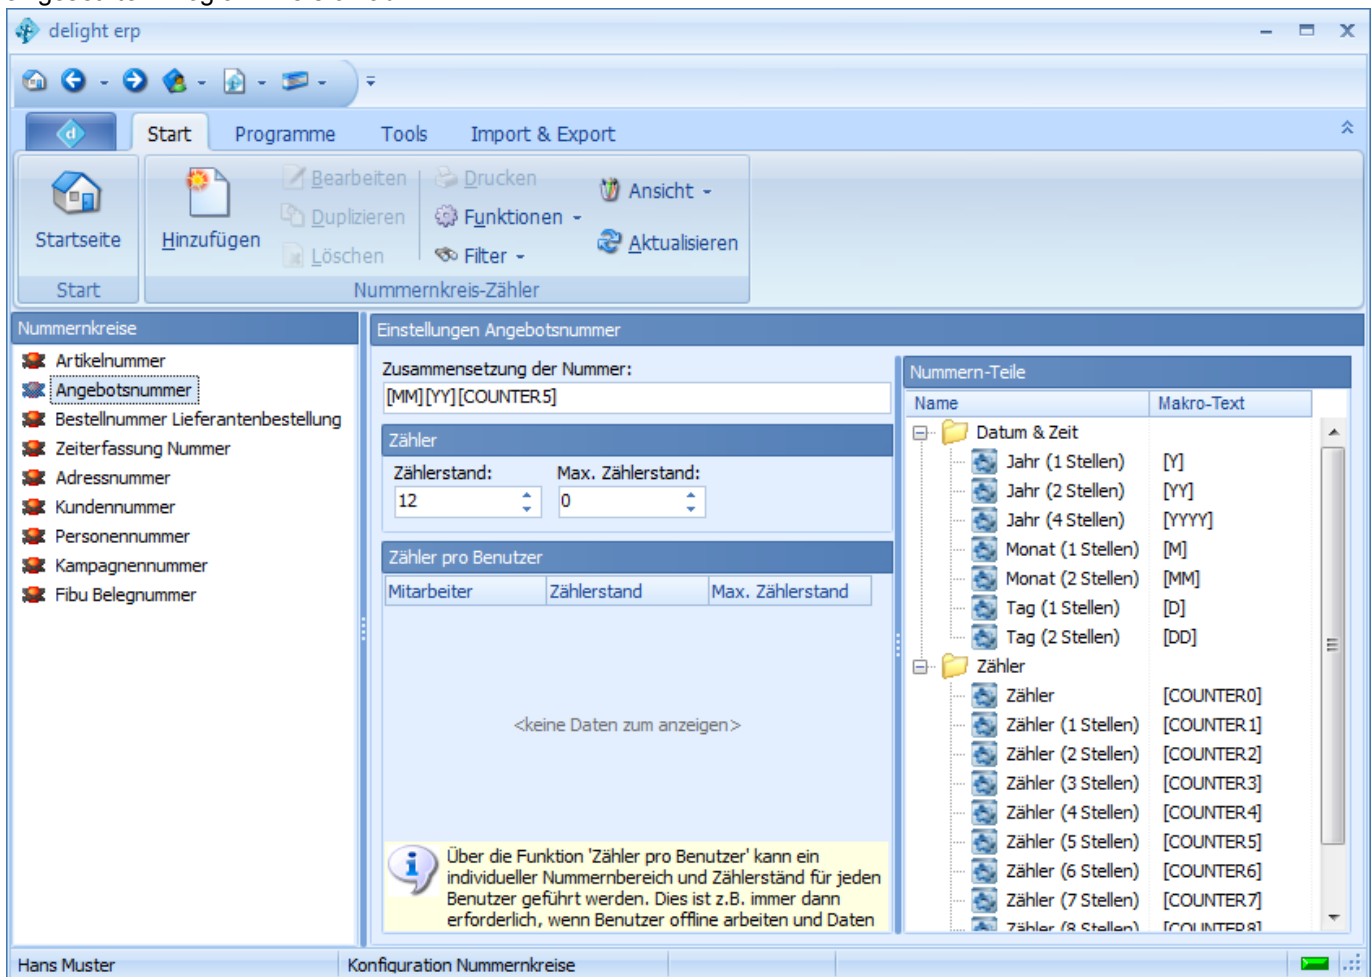 delight erp
Start Programme Tools Import & Export
Startseite
Hinzufügen
Bearbeiten
Duplizieren
Löschen
Drucken
Funktionen
Filter
Ansicht
Aktualisieren
Start
Nummernkreis-Zähler
Nummernkreise
Artikelnummer
Angebotsnummer
Bestellnummer Lieferantenbestellung
Zeiterfassung Nummer
Adressnummer
Kundennummer
Personennummer
Kampagnennummer
Fibu Belegnummer
Einstellungen Angebotsnummer
Zusammensetzung der Nummer:
[MM][YY][COUNTER5]
Zähler
Zählerstand: Max. Zählerstand:
12 0
Zähler pro Benutzer
Mitarbeiter Zählerstand Max. Zählerstand
<keine Daten zum anzeigen>
Über die Funktion 'Zähler pro Benutzer' kann ein
individueller Nummernbereich und Zählerständ für jeden
Benutzer geführt werden. Dies ist z.B. immer dann
erforderlich, wenn Benutzer offline arbeiten und Daten
Nummern-Teile
Name Makro-Text
Datum & Zeit
Jahr (1 Stellen) [Y]
Jahr (2 Stellen) [YY]
Jahr (4 Stellen) [YYYY]
Monat (1 Stellen) [M]
Monat (2 Stellen) [MM]
Tag (1 Stellen) [D]
Tag (2 Stellen) [DD]
Zähler
Zähler [COUNTER0]
Zähler (1 Stellen) [COUNTER1]
Zähler (2 Stellen) [COUNTER2]
Zähler (3 Stellen) [COUNTER3]
Zähler (4 Stellen) [COUNTER4]
Zähler (5 Stellen) [COUNTER5]
Zähler (6 Stellen) [COUNTER6]
Zähler (7 Stellen) [COUNTER7]
Zähler (8 Stellen) [COUNTER8]
Hans Muster Konfiguration Nummernkreise